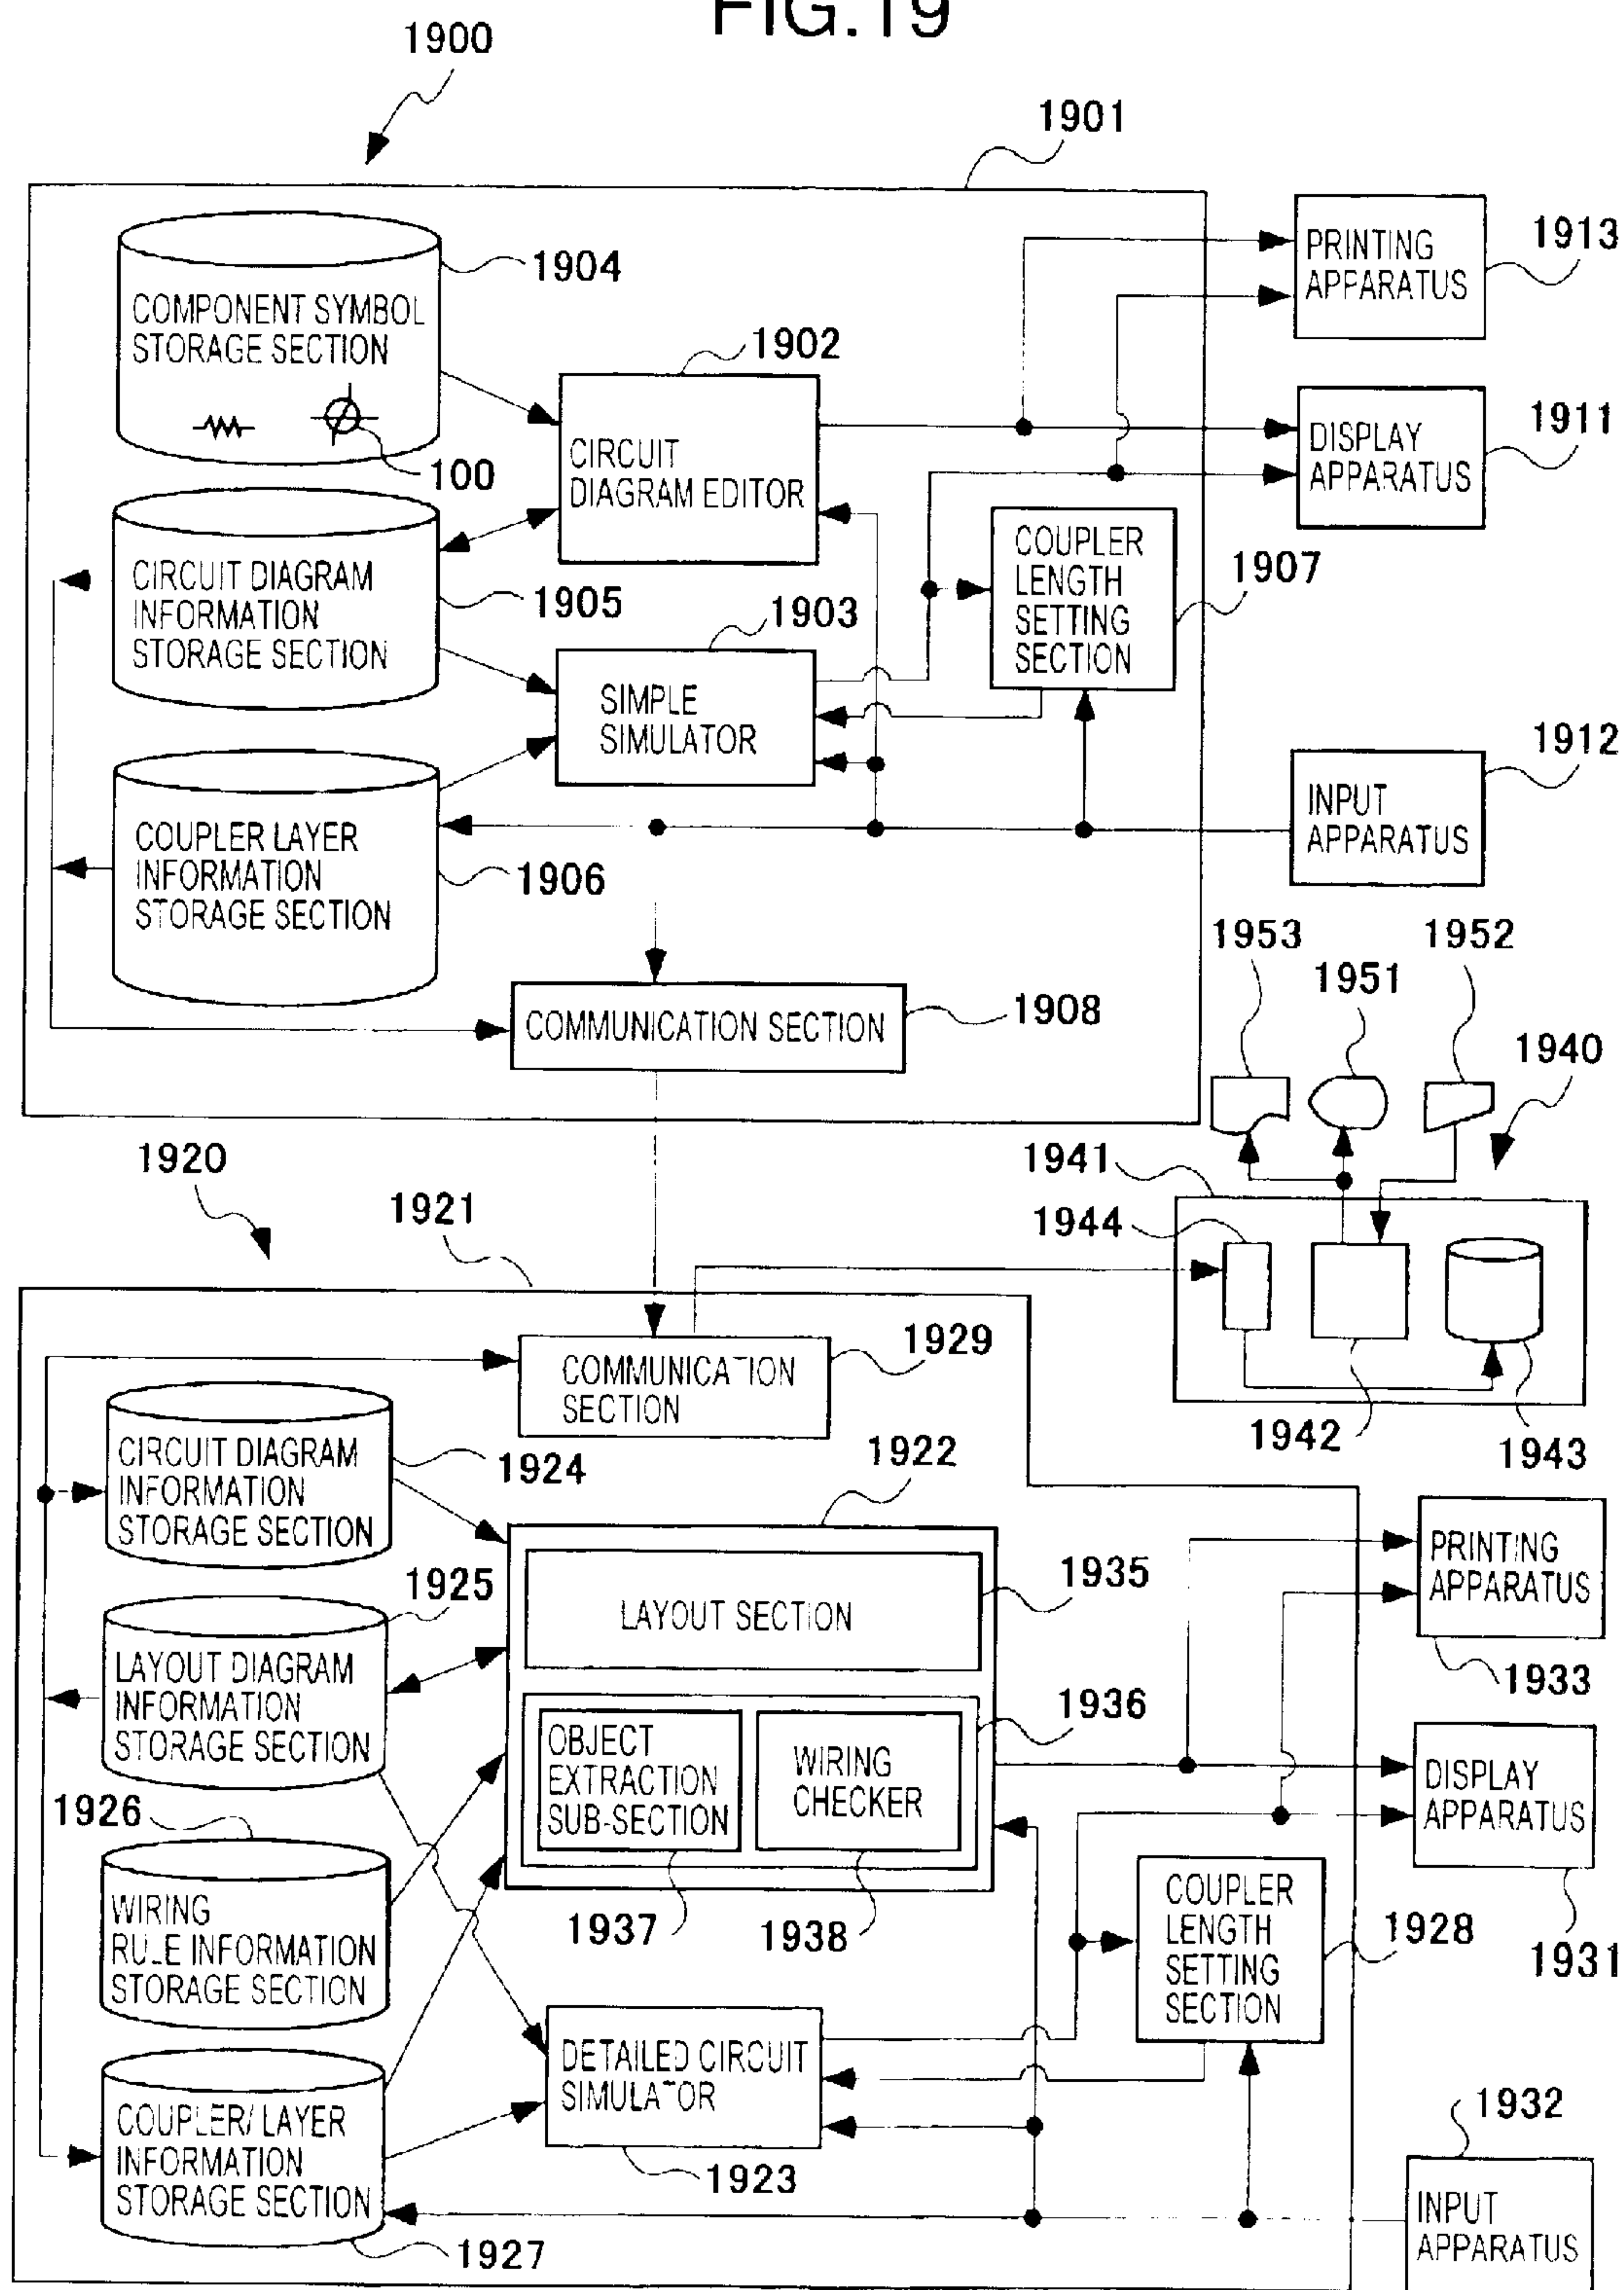 FIG.19
1900
1901
1904
COMPONENT SYMBOL
STORAGE SECTION
100
1902
CIRCUIT
DIAGRAM EDITOR
PRINTING
APPARATUS
1913
DISPLAY
APPARATUS
1911
CIRCUIT DIAGRAM
INFORMATION
STORAGE SECTION
1905
1903
SIMPLE
SIMULATOR
COUPLER
LENGTH
SETTING
SECTION
1907
1912
INPUT
APPARATUS
COUPLER LAYER
INFORMATION
STORAGE SECTION
1906
COMMUNICATION SECTION
1908
1953
1951
1952
1940
1941
1944
1942
1943
1920
1921
COMMUNICATION
SECTION
1929
CIRCUIT DIAGRAM
INFORMATION
STORAGE SECTION
1924
1922
LAYOUT SECTION
1935
1925
LAYOUT DIAGRAM
INFORMATION
STORAGE SECTION
1936
OBJECT
EXTRACTION
SUB-SECTION
WIRING
CHECKER
1937
1938
PRINTING
APPARATUS
1933
DISPLAY
APPARATUS
1931
1926
WIRING
RULE INFORMATION
STORAGE SECTION
COUPLER
LENGTH
SETTING
SECTION
1928
DETAILED CIRCUIT
SIMULATOR
1923
COUPLER/LAYER
INFORMATION
STORAGE SECTION
1927
1932
INPUT
APPARATUS